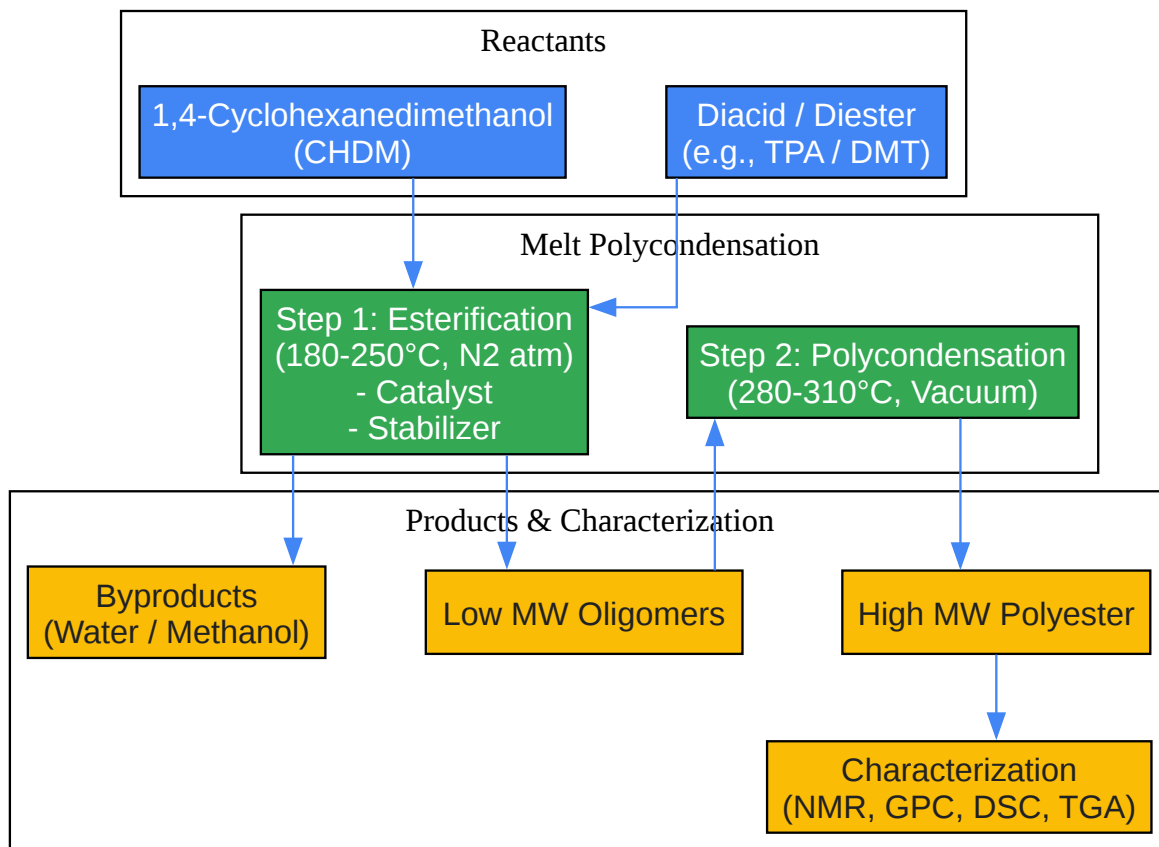 Reactants
1,4-Cyclohexanedimethanol
(CHDM)
Diacid / Diester
(e.g., TPA / DMT)
Melt Polycondensation
Step 1: Esterification
(180-250°C, N2 atm)
- Catalyst
- Stabilizer
Step 2: Polycondensation
(280-310°C, Vacuum)
Products & Characterization
Byproducts
(Water / Methanol)
Low MW Oligomers
High MW Polyester
Characterization
(NMR, GPC, DSC, TGA)